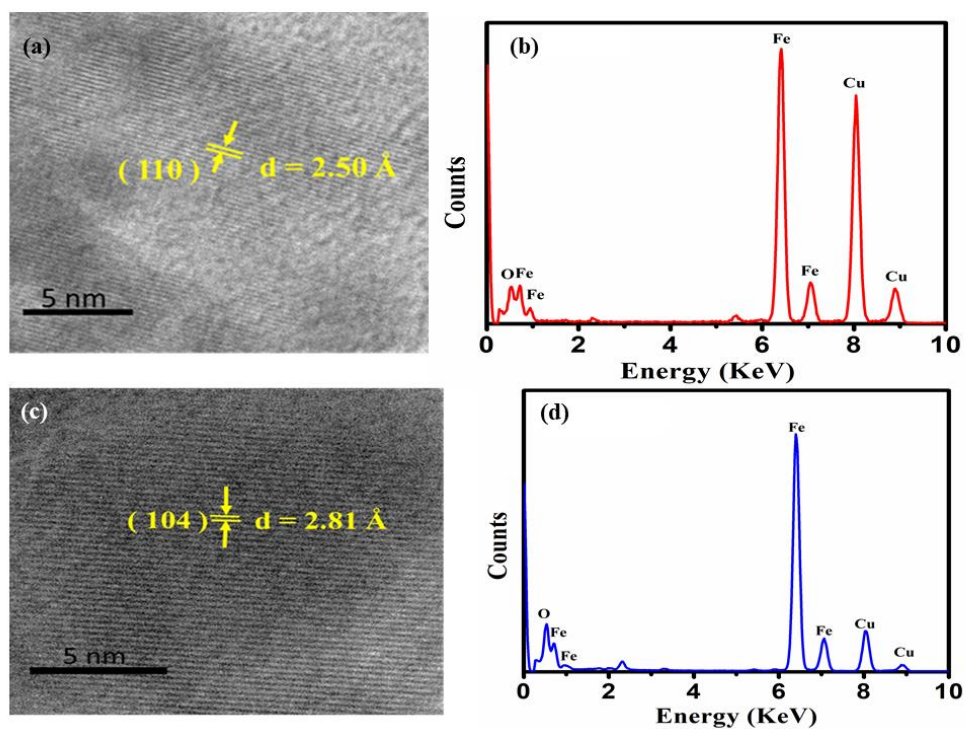 (a)
( 110 ) d = 2.50 Å
5 nm
(b)
Fe
Cu
O Fe
Fe
Fe
Cu
Counts
0 2 4 6 8 10
Energy (KeV)
(c)
( 104 ) d = 2.81 Å
5 nm
(d)
Fe
O
Fe
Fe
Fe
Cu
Cu
Counts
0 2 4 6 8 10
Energy (KeV)